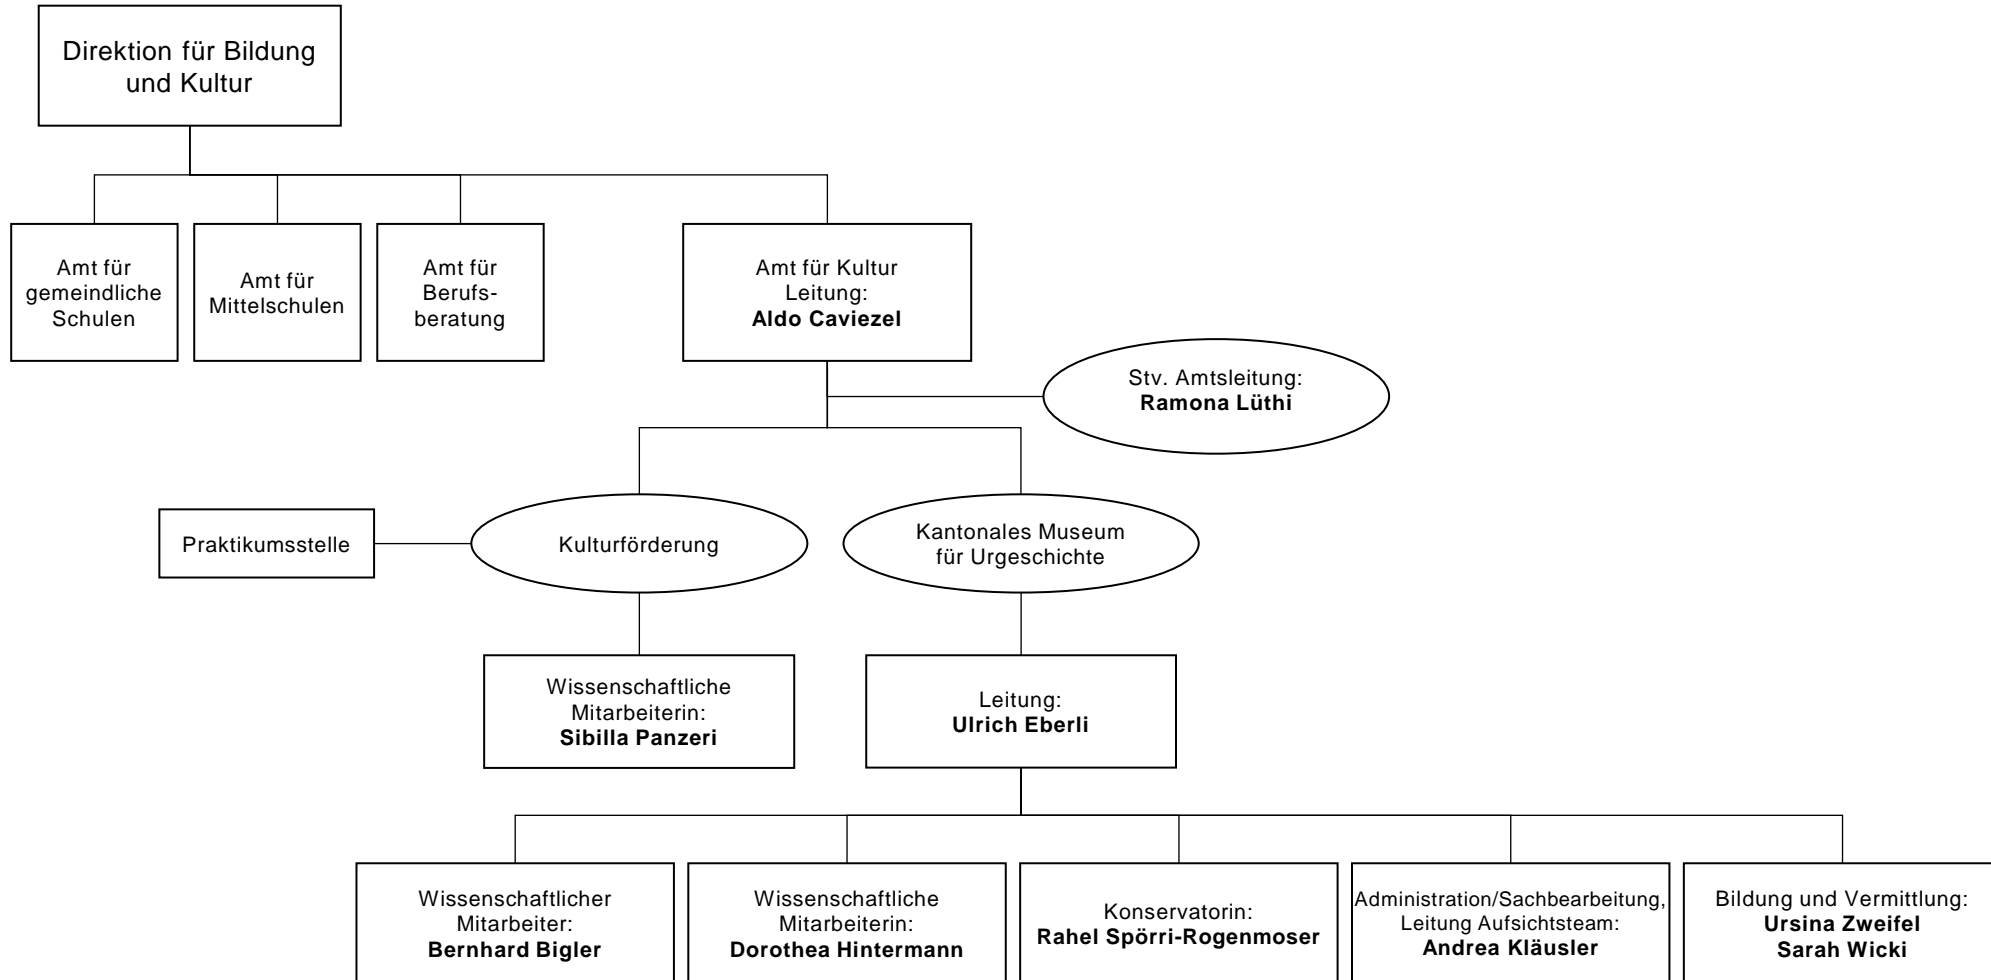 Direktion für Bildung
und Kultur
Amt für
gemeindliche
Schulen
Amt für
Mittelschulen
Amt für
Berufs-
beratung
Amt für Kultur
Leitung:
Aldo Caviezel
Stv. Amtsleitung:
Ramona Lüthi
Praktikumsstelle
Kulturförderung
Kantonales Museum
für Urgeschichte
Wissenschaftliche
Mitarbeiterin:
Sibilla Panzeri
Leitung:
Ulrich Eberli
Wissenschaftlicher
Mitarbeiter:
Bernhard Bigler
Wissenschaftliche
Mitarbeiterin:
Dorothea Hintermann
Konservatorin:
Rahel Spörri-Rogenmoser
Administration/Sachbearbeitung,
Leitung Aufsichtsteam:
Andrea Kläusler
Bildung und Vermittlung:
Ursina Zweifel
Sarah Wicki